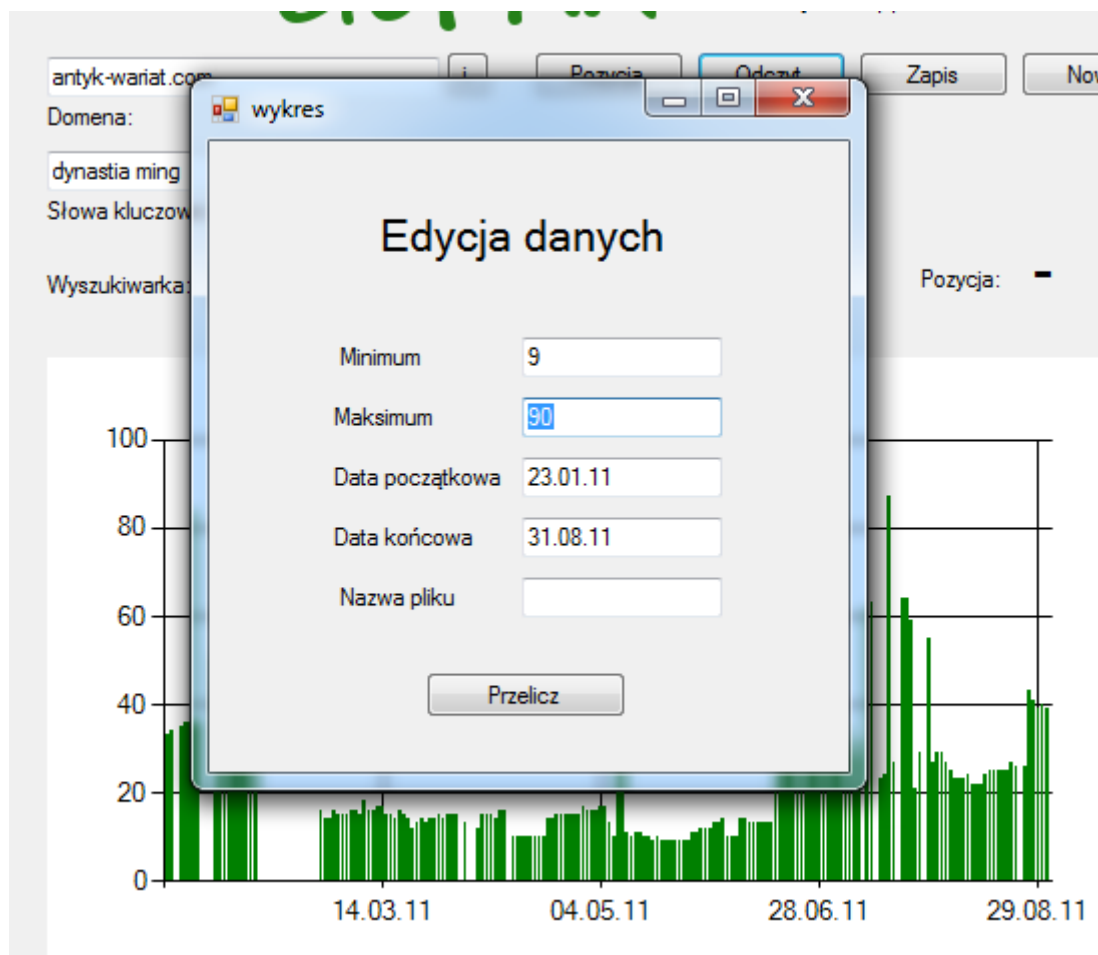 antyk-wariat.com i Pozycja Odczyt Zapis
Domena:
wykres
dynastia ming
Edycja danych
Wyszukiwarka:
Pozycja: -
Minimum 9
Maksimum 90
Data początkowa 23.01.11
Data końcowa 31.08.11
Nazwa pliku
Przelicz
100
80
60
40
20
0
14.03.11 04.05.11 28.06.11 29.08.11